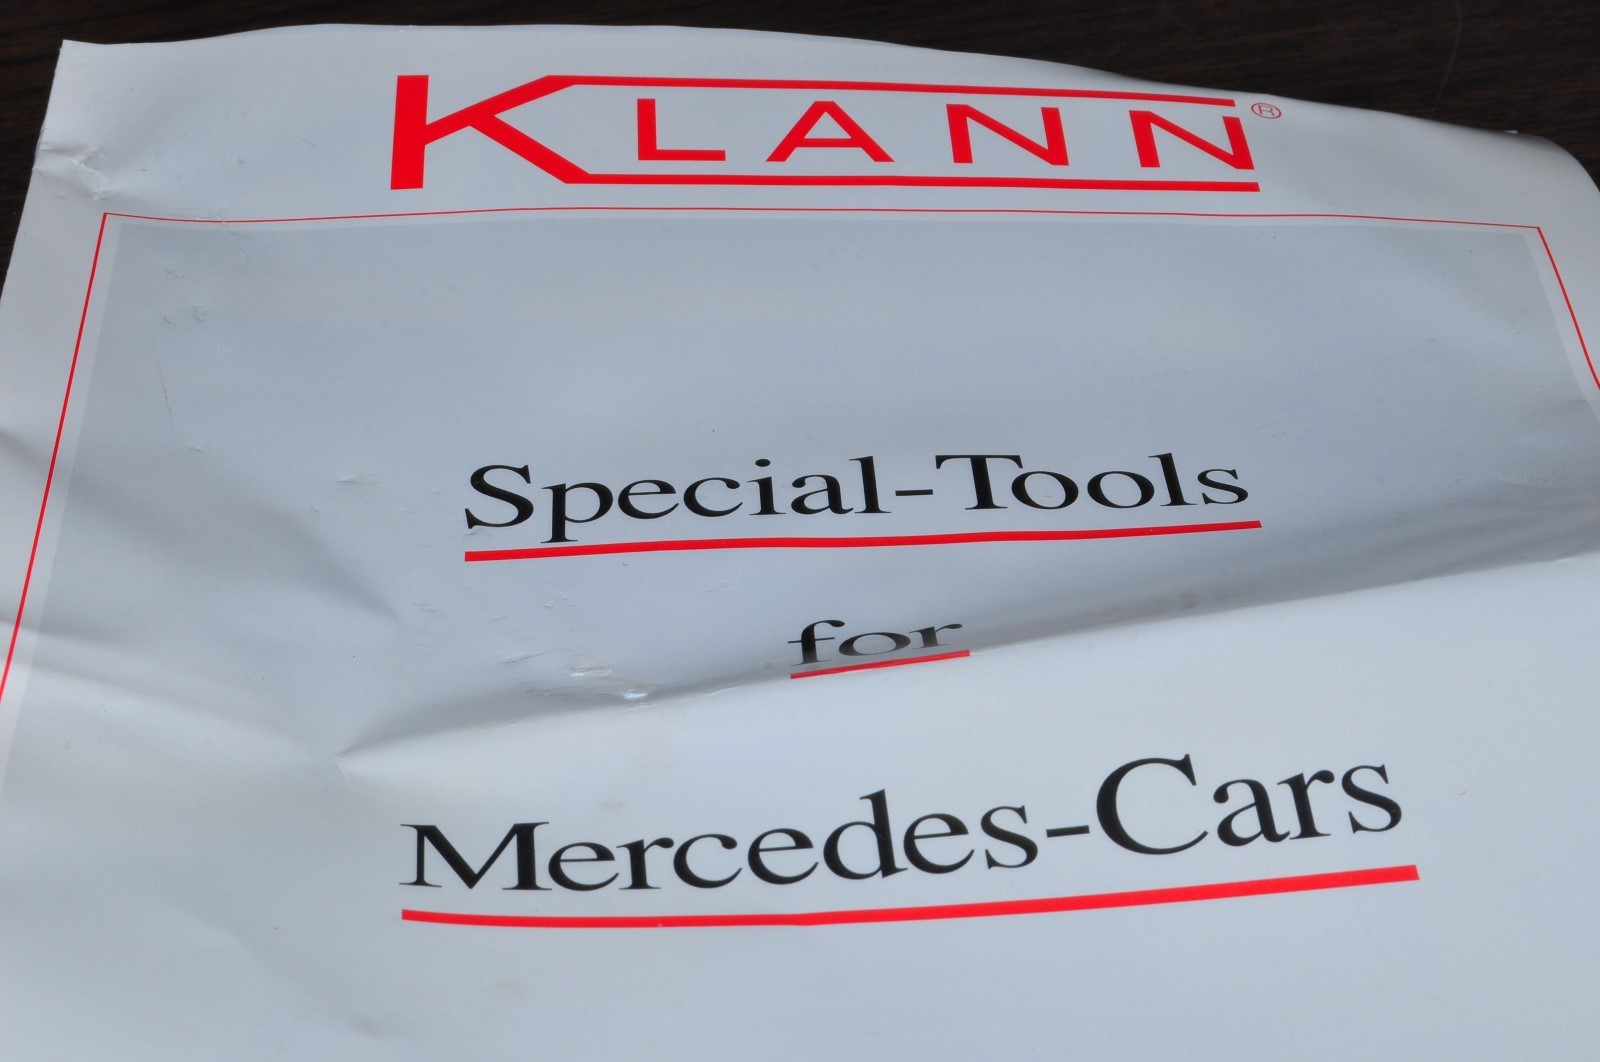 KLANN®
Special-Tools
for
Mercedes-Cars